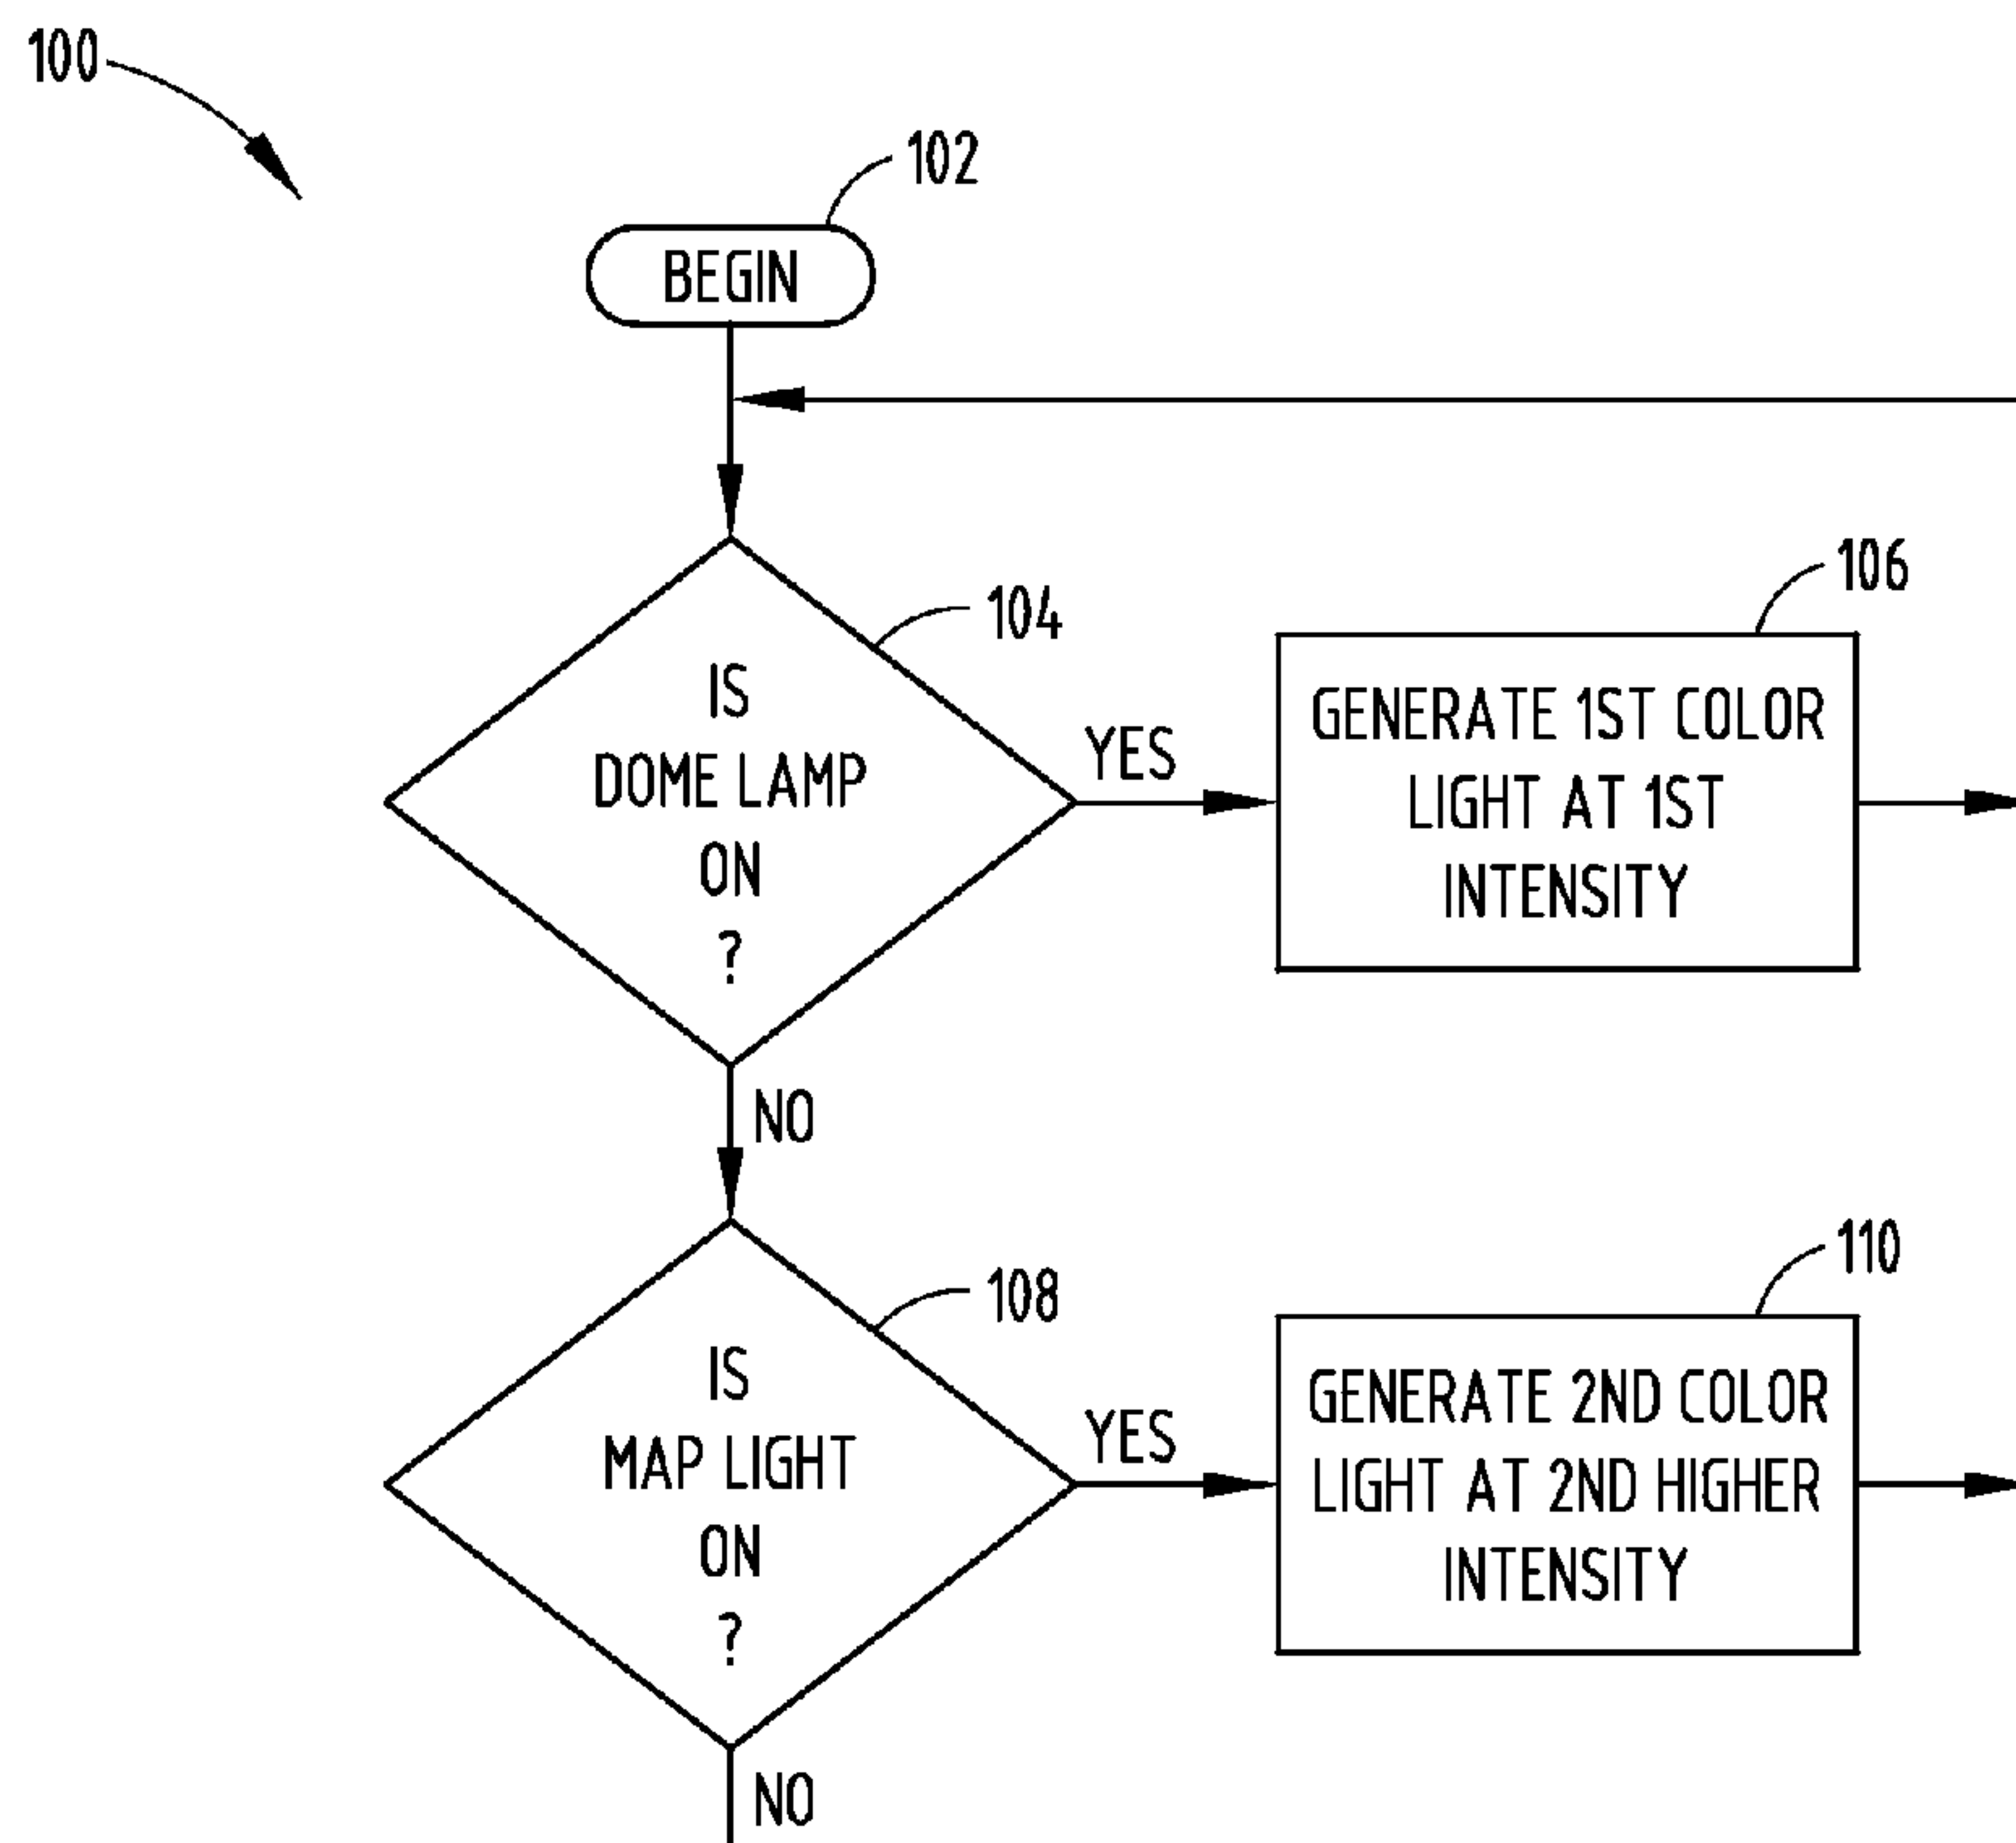 100
102
BEGIN
104
IS
DOME LAMP
ON
?
YES
106
GENERATE 1ST COLOR
LIGHT AT 1ST
INTENSITY
NO
108
IS
MAP LIGHT
ON
?
YES
110
GENERATE 2ND COLOR
LIGHT AT 2ND HIGHER
INTENSITY
NO